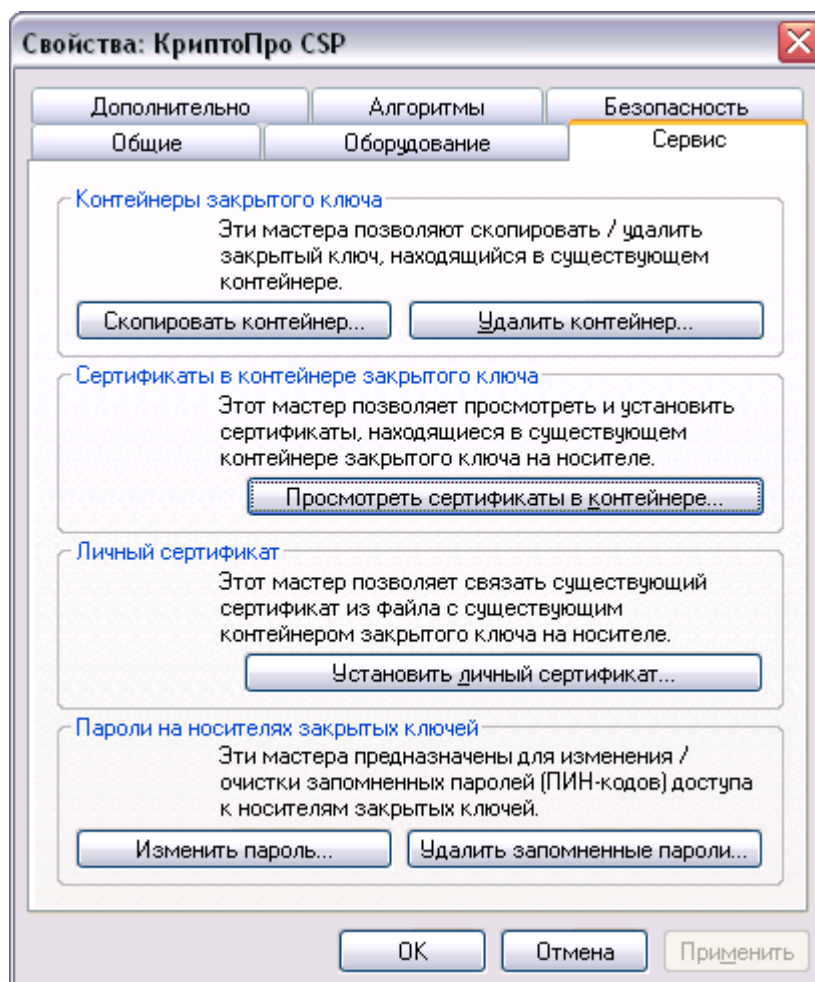 Свойства: КриптоПро CSP
Дополнительно
Алгоритмы
Безопасность
Общие
Оборудование
Сервис
Контейнеры закрытого ключа
Эти мастера позволяют скопировать / удалить
закрытый ключ, находящийся в существующем
контейнере.
Скопировать контейнер...
Удалить контейнер...
Сертификаты в контейнере закрытого ключа
Этот мастер позволяет просмотреть и установить
сертификаты, находящиеся в существующем
контейнере закрытого ключа на носителе.
Просмотреть сертификаты в контейнере...
Личный сертификат
Этот мастер позволяет связать существующий
сертификат из файла с существующим
контейнером закрытого ключа на носителе.
Установить личный сертификат...
Пароли на носителях закрытых ключей
Эти мастера предназначены для изменения /
очистки запомненных паролей (ПИН-кодов) доступа
к носителям закрытых ключей.
Изменить пароль...
Удалить запомненные пароли...
ОК
Отмена
Применить